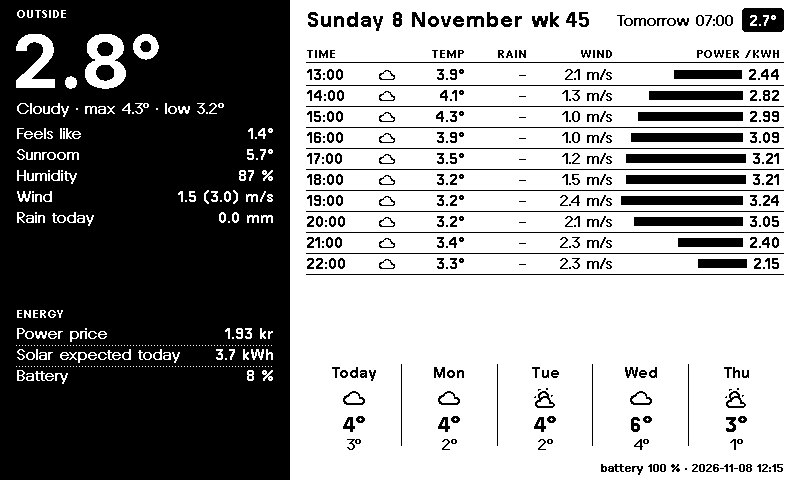 OUTSIDE
2.8°
Cloudy · max 4.3° · low 3.2°
Feels like 1.4°
Sunroom 5.7°
Humidity 87 %
Wind 1.5 (3.0) m/s
Rain today 0.0 mm
ENERGY
Power price 1.93 kr
Solar expected today 3.7 kWh
Battery 8 %
Sunday 8 November wk 45 Tomorrow 07:00 2.7°
TIME TEMP RAIN WIND POWER /KWH
13:00 3.9° – 2.1 m/s 2.44
14:00 4.1° – 1.3 m/s 2.82
15:00 4.3° – 1.0 m/s 2.99
16:00 3.9° – 1.0 m/s 3.09
17:00 3.5° – 1.2 m/s 3.21
18:00 3.2° – 1.5 m/s 3.21
19:00 3.2° – 2.4 m/s 3.24
20:00 3.2° – 2.1 m/s 3.05
21:00 3.4° – 2.3 m/s 2.40
22:00 3.3° – 2.3 m/s 2.15
Today Mon Tue Wed Thu
4° 4° 4° 6° 3°
3° 2° 2° 4° 1°
battery 100 % · 2026-11-08 12:15